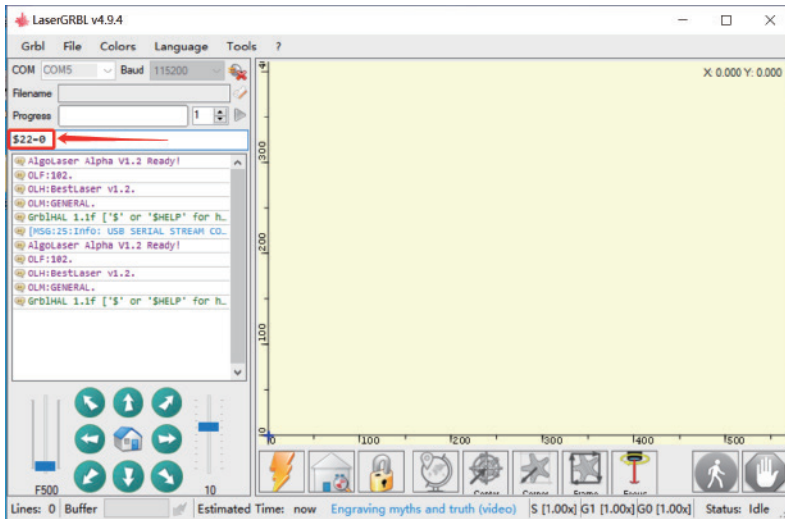 LaserGRBL v4.9.4
Grbl File Colors Language Tools ?
COM COM5 Baud 115200
X: 0.000 Y: 0.000
Filename
Progress 1
$22=0
AlgoLaser Alpha V1.2 Ready!
OLF:102.
OLH:BestLaser v1.2.
OLM:GENERAL.
GrblHAL 1.1f ['$' or '$HELP' for h…
[MSG:25:Info: USB SERIAL STREAM CO…
AlgoLaser Alpha V1.2 Ready!
OLF:102.
OLH:BestLaser v1.2.
OLM:GENERAL.
GrblHAL 1.1f ['$' or '$HELP' for h…
300
200
100
0
0 100 200 300 400 500
F500 10
Center Corner Frame Focus
Lines: 0 Buffer Estimated Time: now Engraving myths and truth (video) S [1.00x] G1 [1.00x] G0 [1.00x] Status: Idle